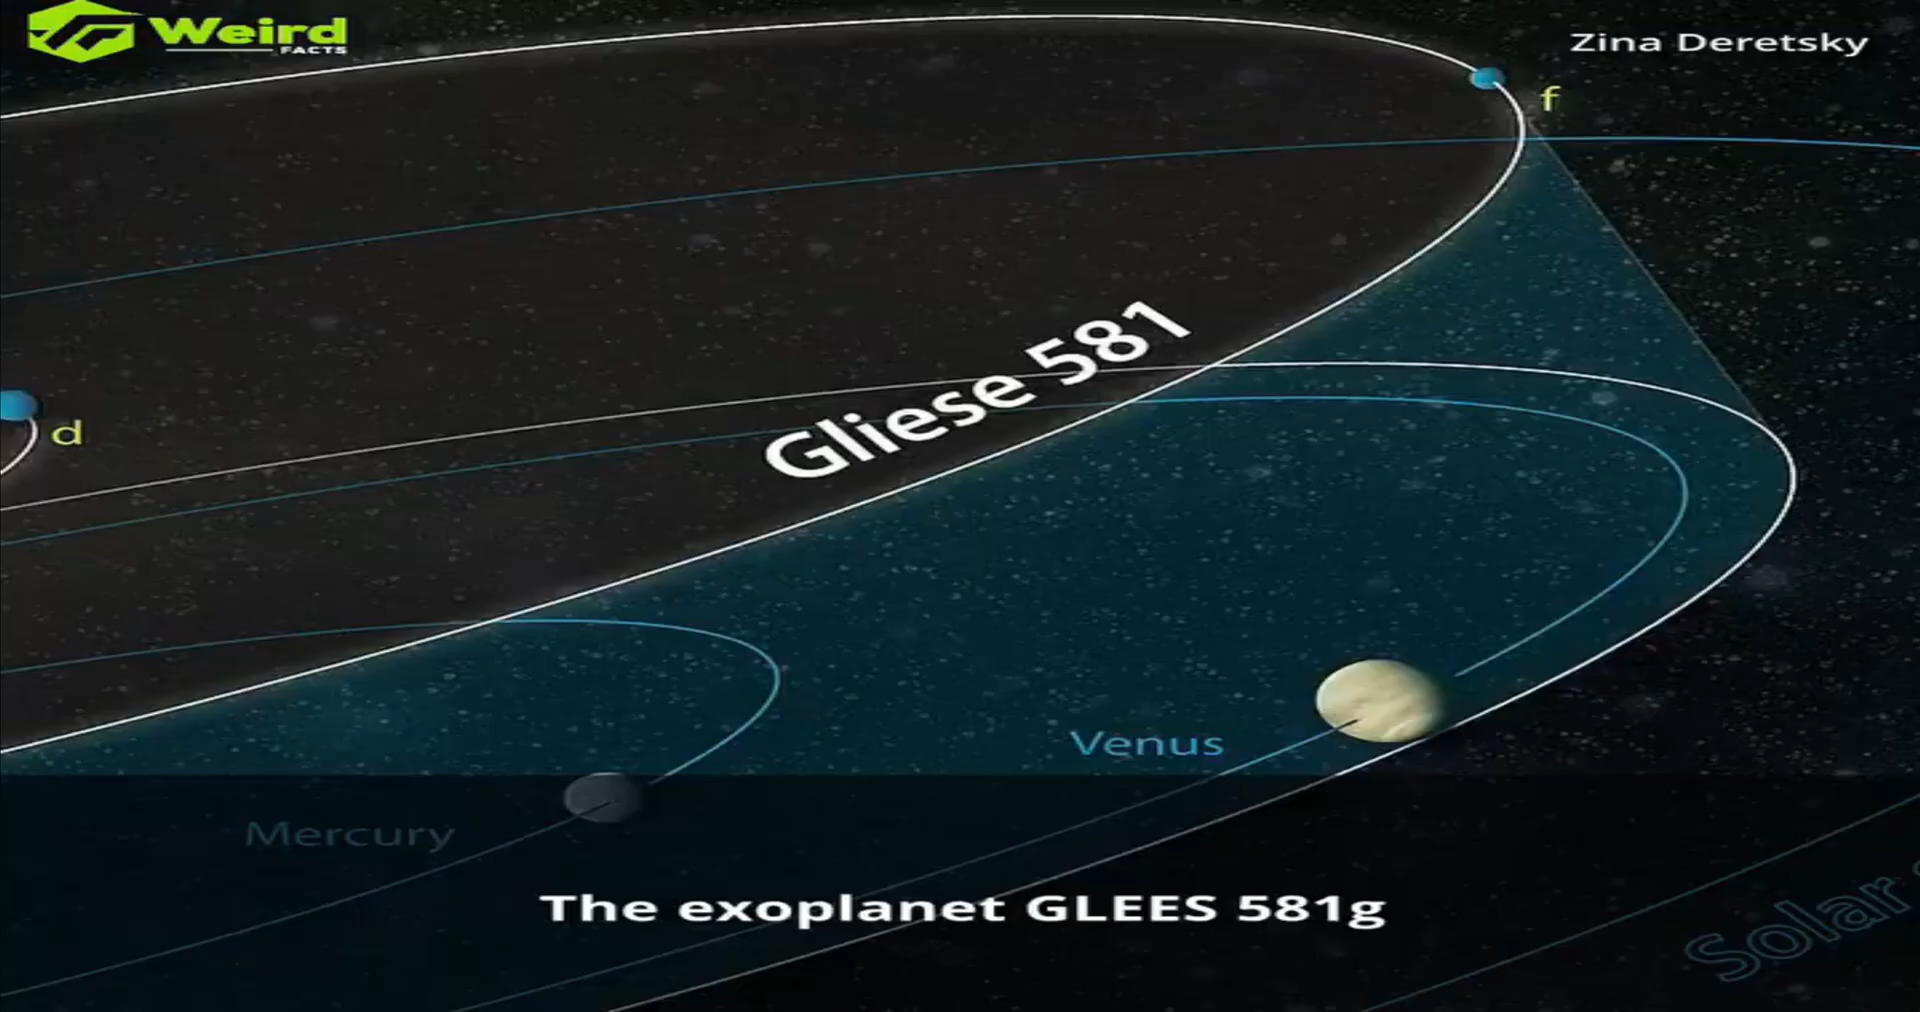 Weird
FACTS
Zina Deretsky
f
Gliese 581
d
Venus
Mercury
The exoplanet GLEES 581g
Solar